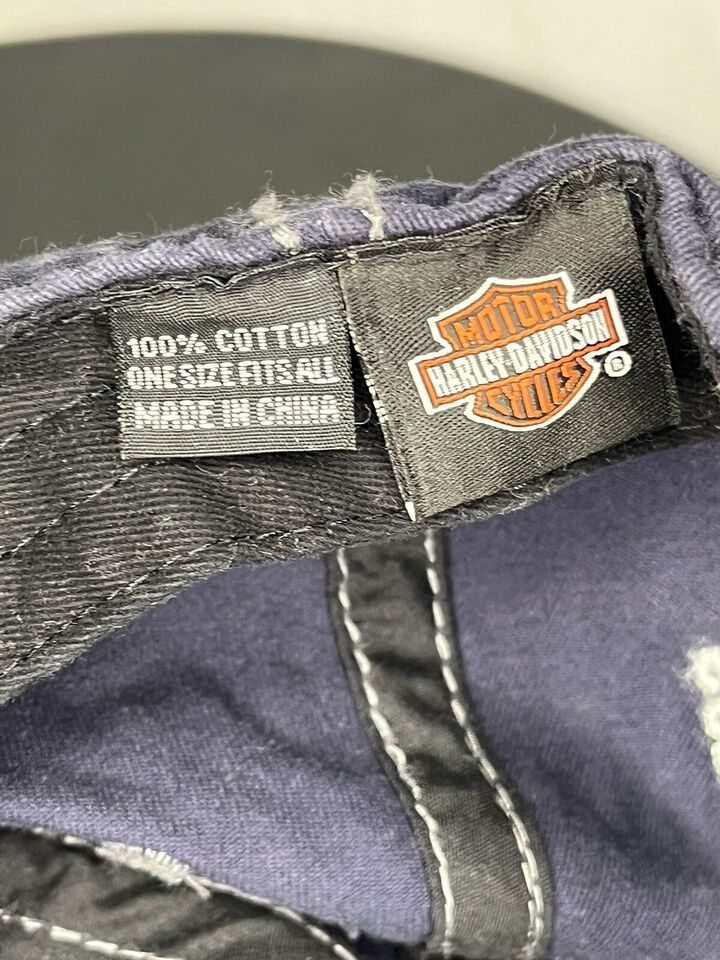 100% COTTON
ONE SIZE FITS ALL
MADE IN CHINA
MOTOR
HARLEY-DAVIDSON
CYCLES
®